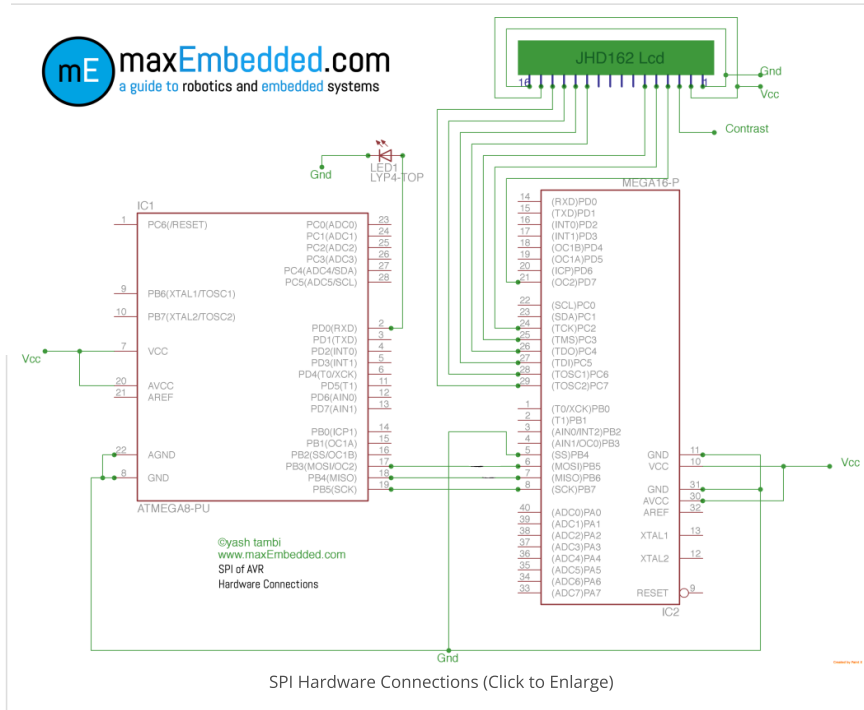 mE maxEmbedded.com
a guide to robotics and embedded systems
JHD162 Lcd
16
1
Gnd
Vcc
Contrast
LED1
LYP4-TOP
Gnd
IC1
1 PC6(/RESET)
9 PB6(XTAL1/TOSC1)
10 PB7(XTAL2/TOSC2)
7 VCC
Vcc
20 AVCC
21 AREF
22 AGND
8 GND
PC0(ADC0) 23
PC1(ADC1) 24
PC2(ADC2) 25
PC3(ADC3) 26
PC4(ADC4/SDA) 27
PC5(ADC5/SCL) 28
PD0(RXD) 2
PD1(TXD) 3
PD2(INT0) 4
PD3(INT1) 5
PD4(T0/XCK) 6
PD5(T1) 11
PD6(AIN0) 12
PD7(AIN1) 13
PB0(ICP1) 14
PB1(OC1A) 15
PB2(SS/OC1B) 16
PB3(MOSI/OC2) 17
PB4(MISO) 18
PB5(SCK) 19
ATMEGA8-PU
MEGA16-P
14 (RXD)PD0
15 (TXD)PD1
16 (INT0)PD2
17 (INT1)PD3
18 (OC1B)PD4
19 (OC1A)PD5
20 (ICP)PD6
21 (OC2)PD7
22 (SCL)PC0
23 (SDA)PC1
24 (TCK)PC2
25 (TMS)PC3
26 (TDO)PC4
27 (TDI)PC5
28 (TOSC1)PC6
29 (TOSC2)PC7
1 (T0/XCK)PB0
2 (T1)PB1
3 (AIN0/INT2)PB2
4 (AIN1/OC0)PB3
5 (SS)PB4
6 (MOSI)PB5
7 (MISO)PB6
8 (SCK)PB7
40 (ADC0)PA0
39 (ADC1)PA1
38 (ADC2)PA2
37 (ADC3)PA3
36 (ADC4)PA4
35 (ADC5)PA5
34 (ADC6)PA6
33 (ADC7)PA7
GND 11
VCC 10
Vcc
GND 31
AVCC 30
AREF 32
XTAL1 13
XTAL2 12
RESET 9
IC2
©yash tambi
www.maxEmbedded.com
SPI of AVR
Hardware Connections
Gnd
SPI Hardware Connections (Click to Enlarge)